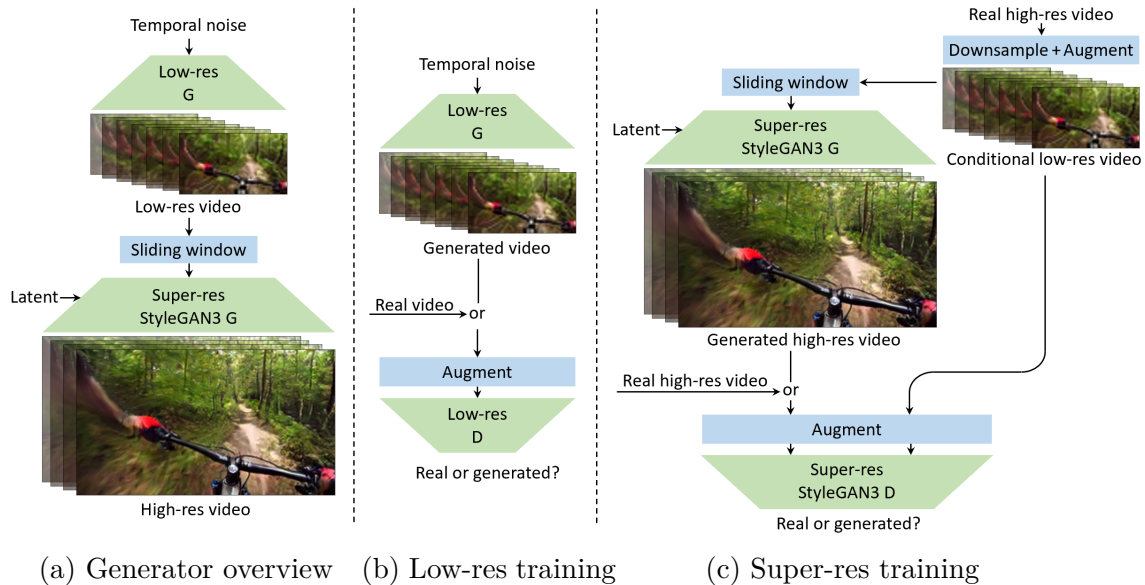 Temporal noise
Low-res
G
Low-res video
Sliding window
Latent
Super-res
StyleGAN3 G
High-res video
(a) Generator overview
Temporal noise
Low-res
G
Generated video
Real video
or
Augment
Low-res
D
Real or generated?
(b) Low-res training
Real high-res video
Downsample + Augment
Sliding window
Latent
Super-res
StyleGAN3 G
Conditional low-res video
Generated high-res video
Real high-res video
or
Augment
Super-res
StyleGAN3 D
Real or generated?
(c) Super-res training